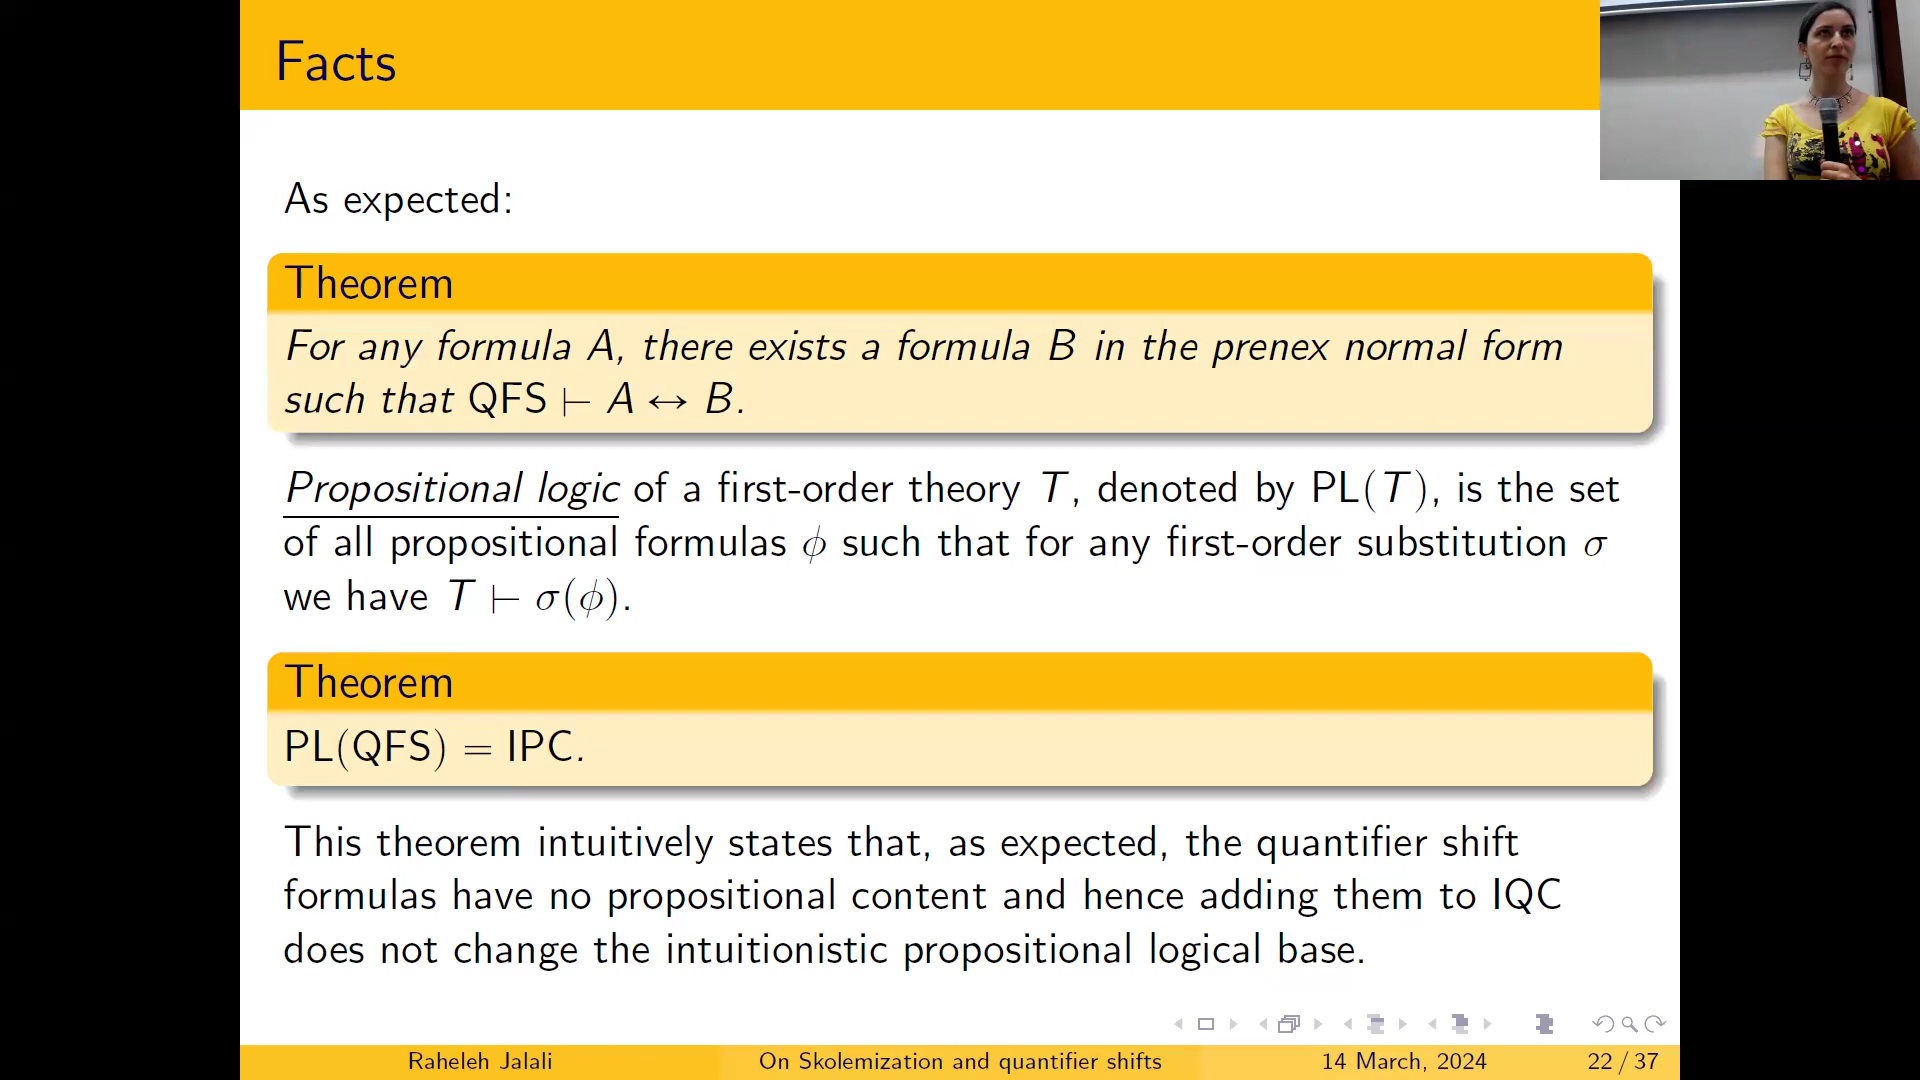 Facts
As expected:
Theorem
For any formula A, there exists a formula B in the prenex normal form
such that QFS ⊢ A ↔ B.
Propositional logic of a first-order theory T, denoted by PL(T), is the set
of all propositional formulas ϕ such that for any first-order substitution σ
we have T ⊢ σ(ϕ).
Theorem
PL(QFS) = IPC.
This theorem intuitively states that, as expected, the quantifier shift
formulas have no propositional content and hence adding them to IQC
does not change the intuitionistic propositional logical base.
Raheleh Jalali On Skolemization and quantifier shifts 14 March, 2024 22 / 37